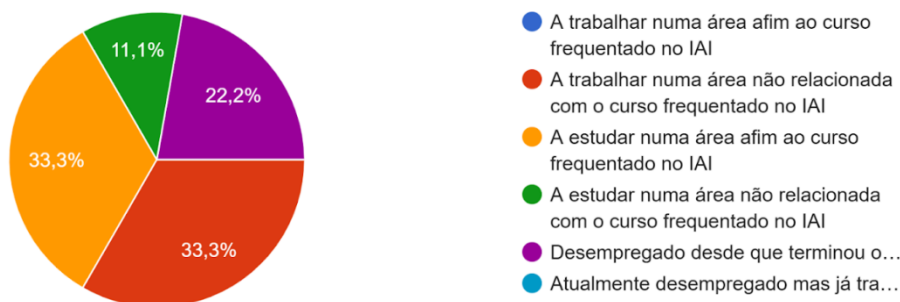 11,1%
22,2%
33,3%
33,3%
A trabalhar numa área afim ao curso
frequentado no IAI
A trabalhar numa área não relacionada
com o curso frequentado no IAI
A estudar numa área afim ao curso
frequentado no IAI
A estudar numa área não relacionada
com o curso frequentado no IAI
Desempregado desde que terminou o…
Atualmente desempregado mas já tra…